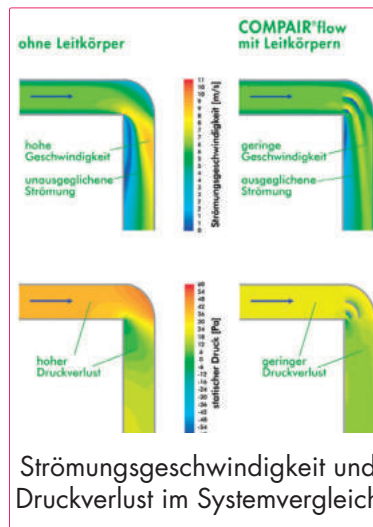 ohne Leitkörper
COMPAIR®flow
mit Leitkörpern
hohe
Geschwindigkeit
unausgeglichene
Strömung
Strömungsgeschwindigkeit [m/s]
geringe
Geschwindigkeit
ausgeglichene
Strömung
hoher
Druckverlust
statischer Druck [Pa]
geringer
Druckverlust
Strömungsgeschwindigkeit und
Druckverlust im Systemvergleich